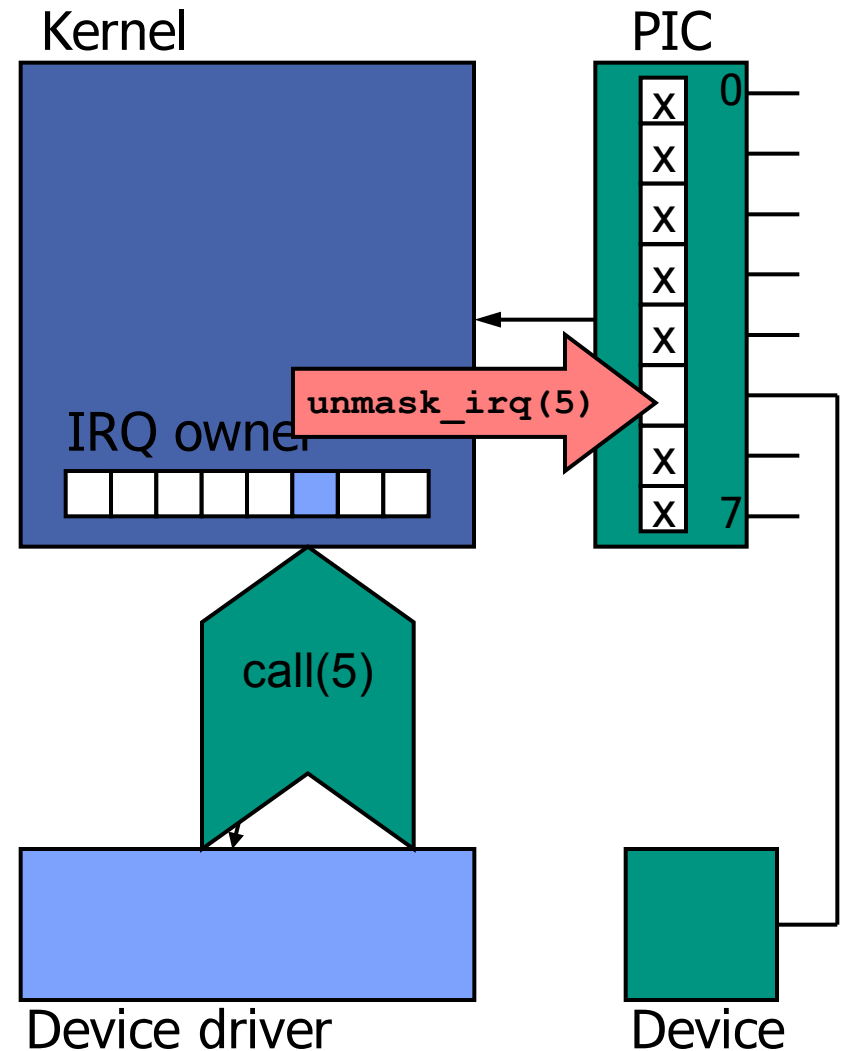 Kernel
PIC
x
0
x
x
x
x
unmask_irq(5)
IRQ owner
x
x
7
call(5)
Device driver
Device